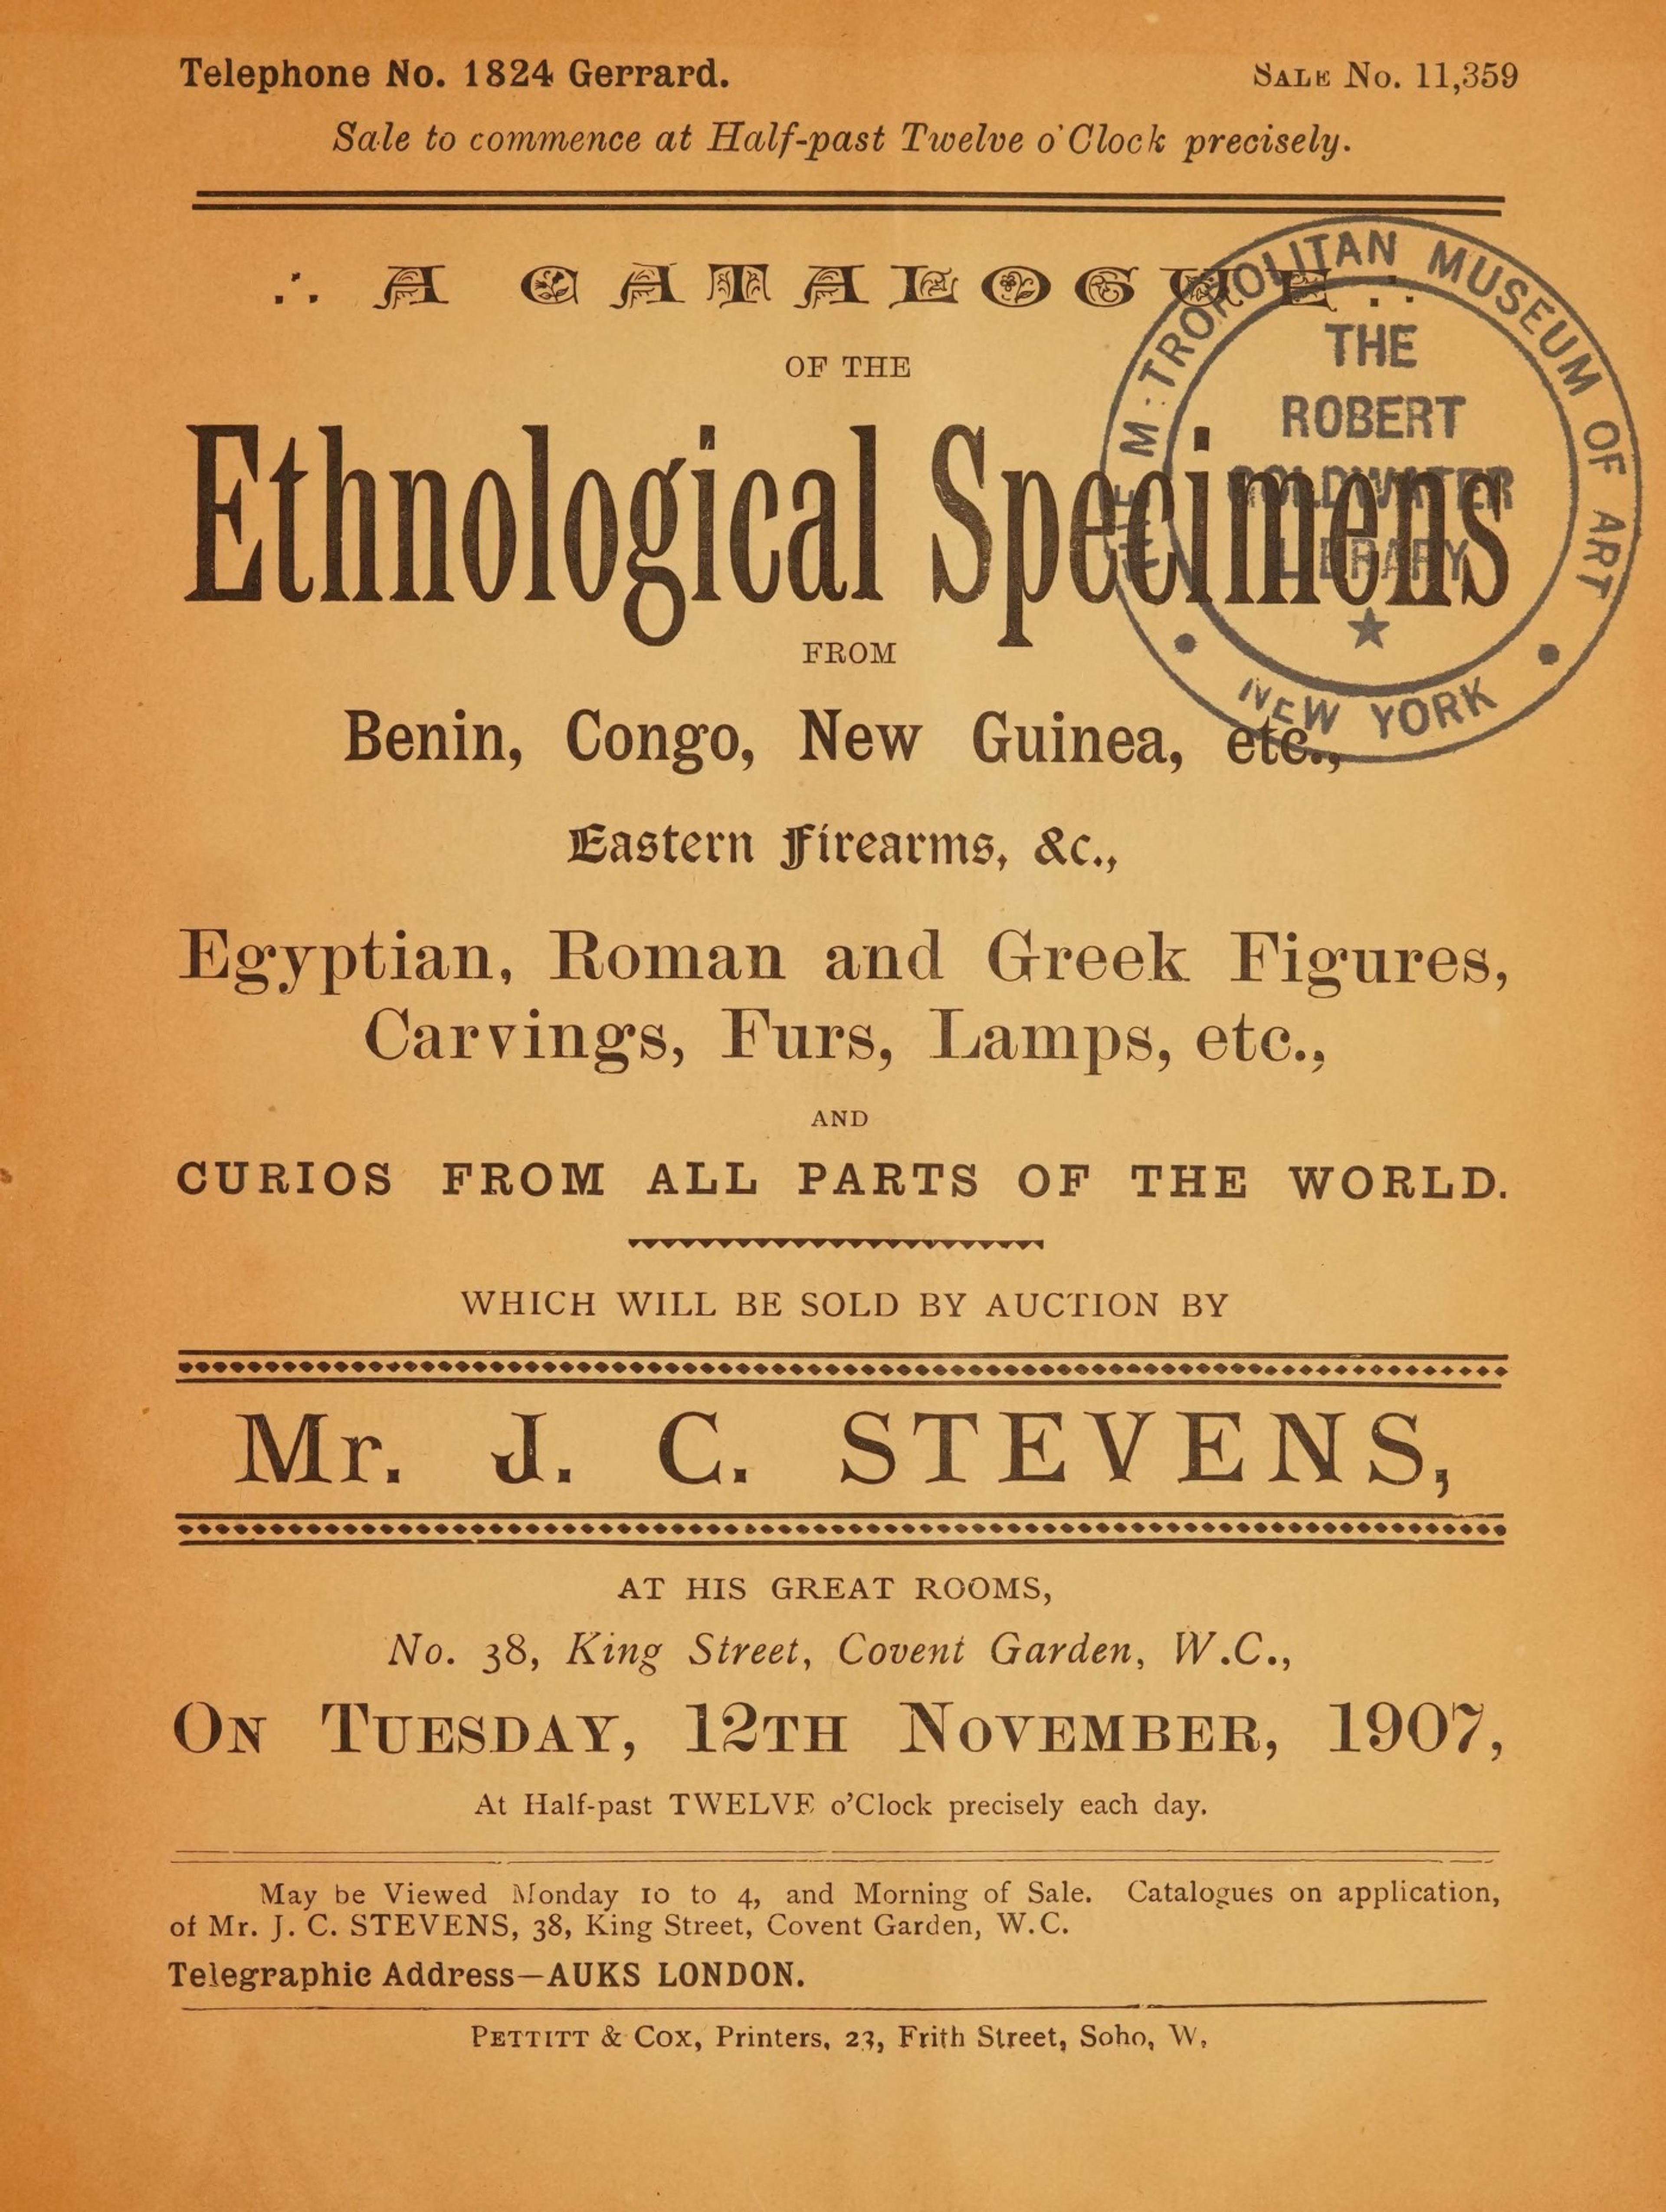 Telephone No. 1824 Gerrard.
SALE No. 11,359
Sale to commence at Half-past Twelve o'Clock precisely.
A CATALOGUE
OF THE
Ethnological Specimens
FROM
Benin, Congo, New Guinea, etc.,
Eastern Firearms, &c.,
Egyptian, Roman and Greek Figures,
Carvings, Furs, Lamps, etc.,
AND
CURIOS FROM ALL PARTS OF THE WORLD.
WHICH WILL BE SOLD BY AUCTION BY
Mr. J. C. STEVENS,
AT HIS GREAT ROOMS,
No. 38, King Street, Covent Garden, W.C.,
ON TUESDAY, 12TH NOVEMBER, 1907,
At Half-past TWELVE o'Clock precisely each day.
May be Viewed Monday 10 to 4, and Morning of Sale. Catalogues on application,
of Mr. J. C. STEVENS, 38, King Street, Covent Garden, W.C.
Telegraphic Address—AUKS LONDON.
PETTITT & COX, Printers, 23, Frith Street, Soho, W.
THE METROPOLITAN MUSEUM OF ART
THE
ROBERT
GOLDWATER
LIBRARY
NEW YORK